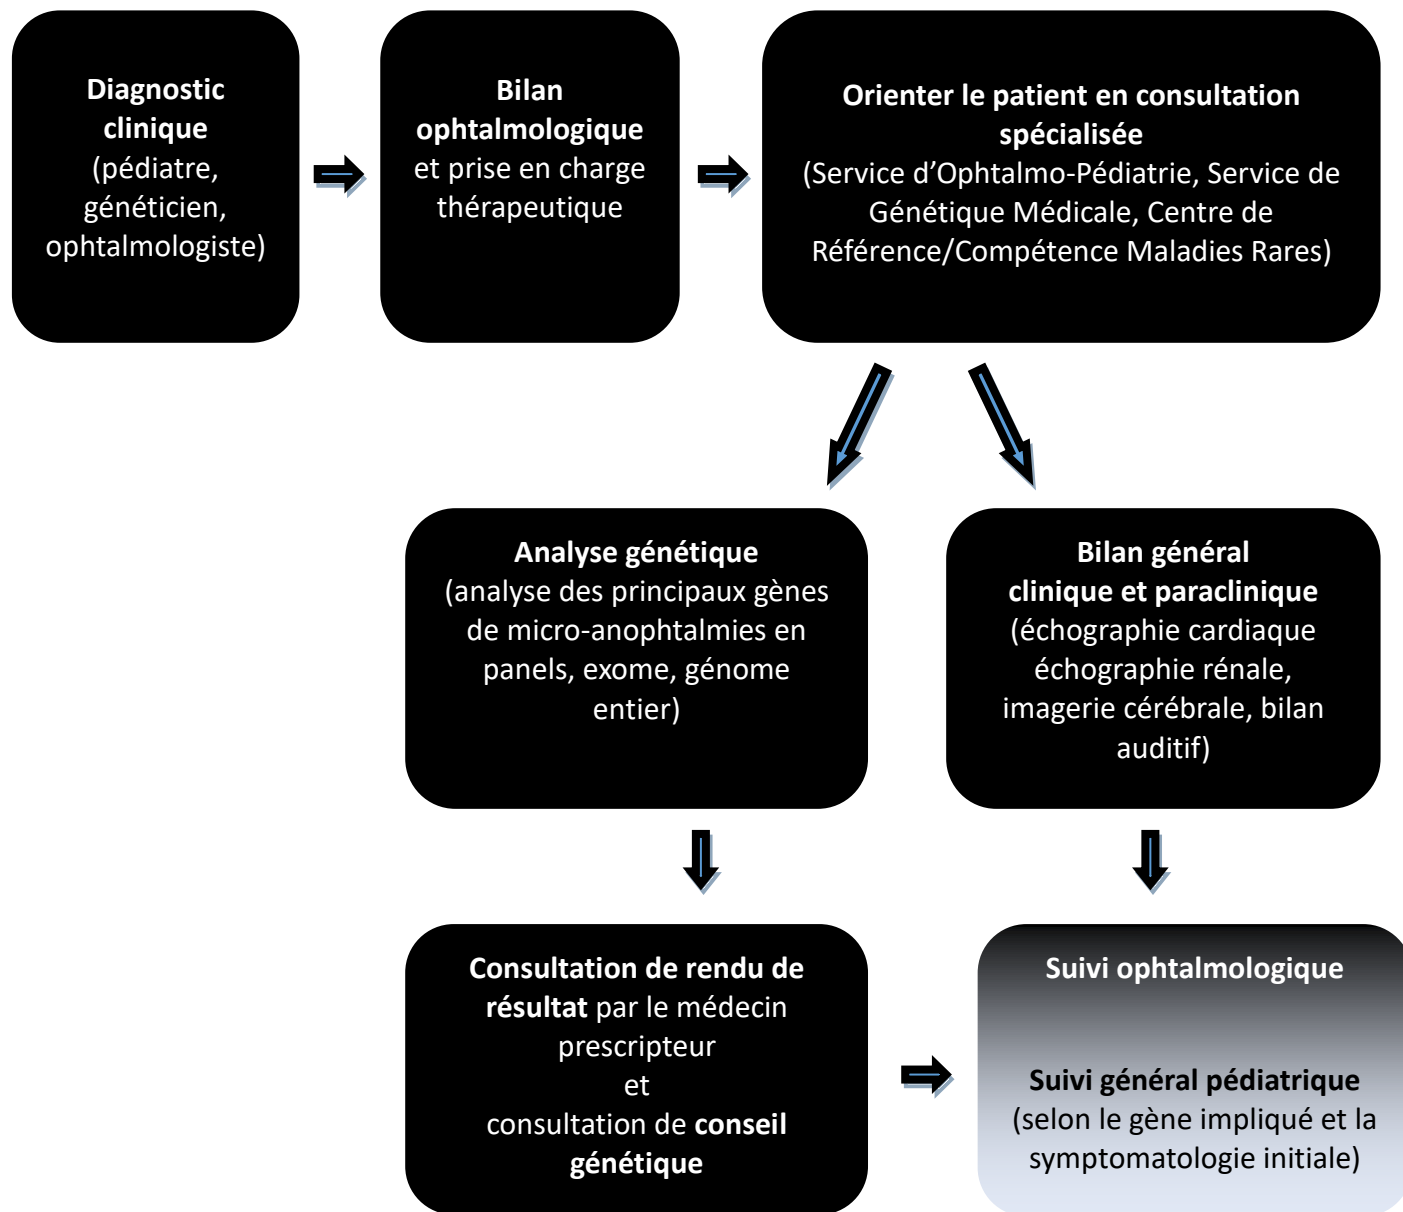 Diagnostic
clinique
(pédiatre,
généticien,
ophtalmologiste)
Bilan
ophtalmologique
et prise en charge
thérapeutique
Orienter le patient en consultation
spécialisée
(Service d’Ophtalmo-Pédiatrie, Service de
Génétique Médicale, Centre de
Référence/Compétence Maladies Rares)
Analyse génétique
(analyse des principaux gènes
de micro-anophtalmies en
panels, exome, génome
entier)
Bilan général
clinique et paraclinique
(échographie cardiaque
échographie rénale,
imagerie cérébrale, bilan
auditif)
Consultation de rendu de
résultat par le médecin
prescripteur
et
consultation de conseil
génétique
Suivi ophtalmologique
Suivi général pédiatrique
(selon le gène impliqué et la
symptomatologie initiale)